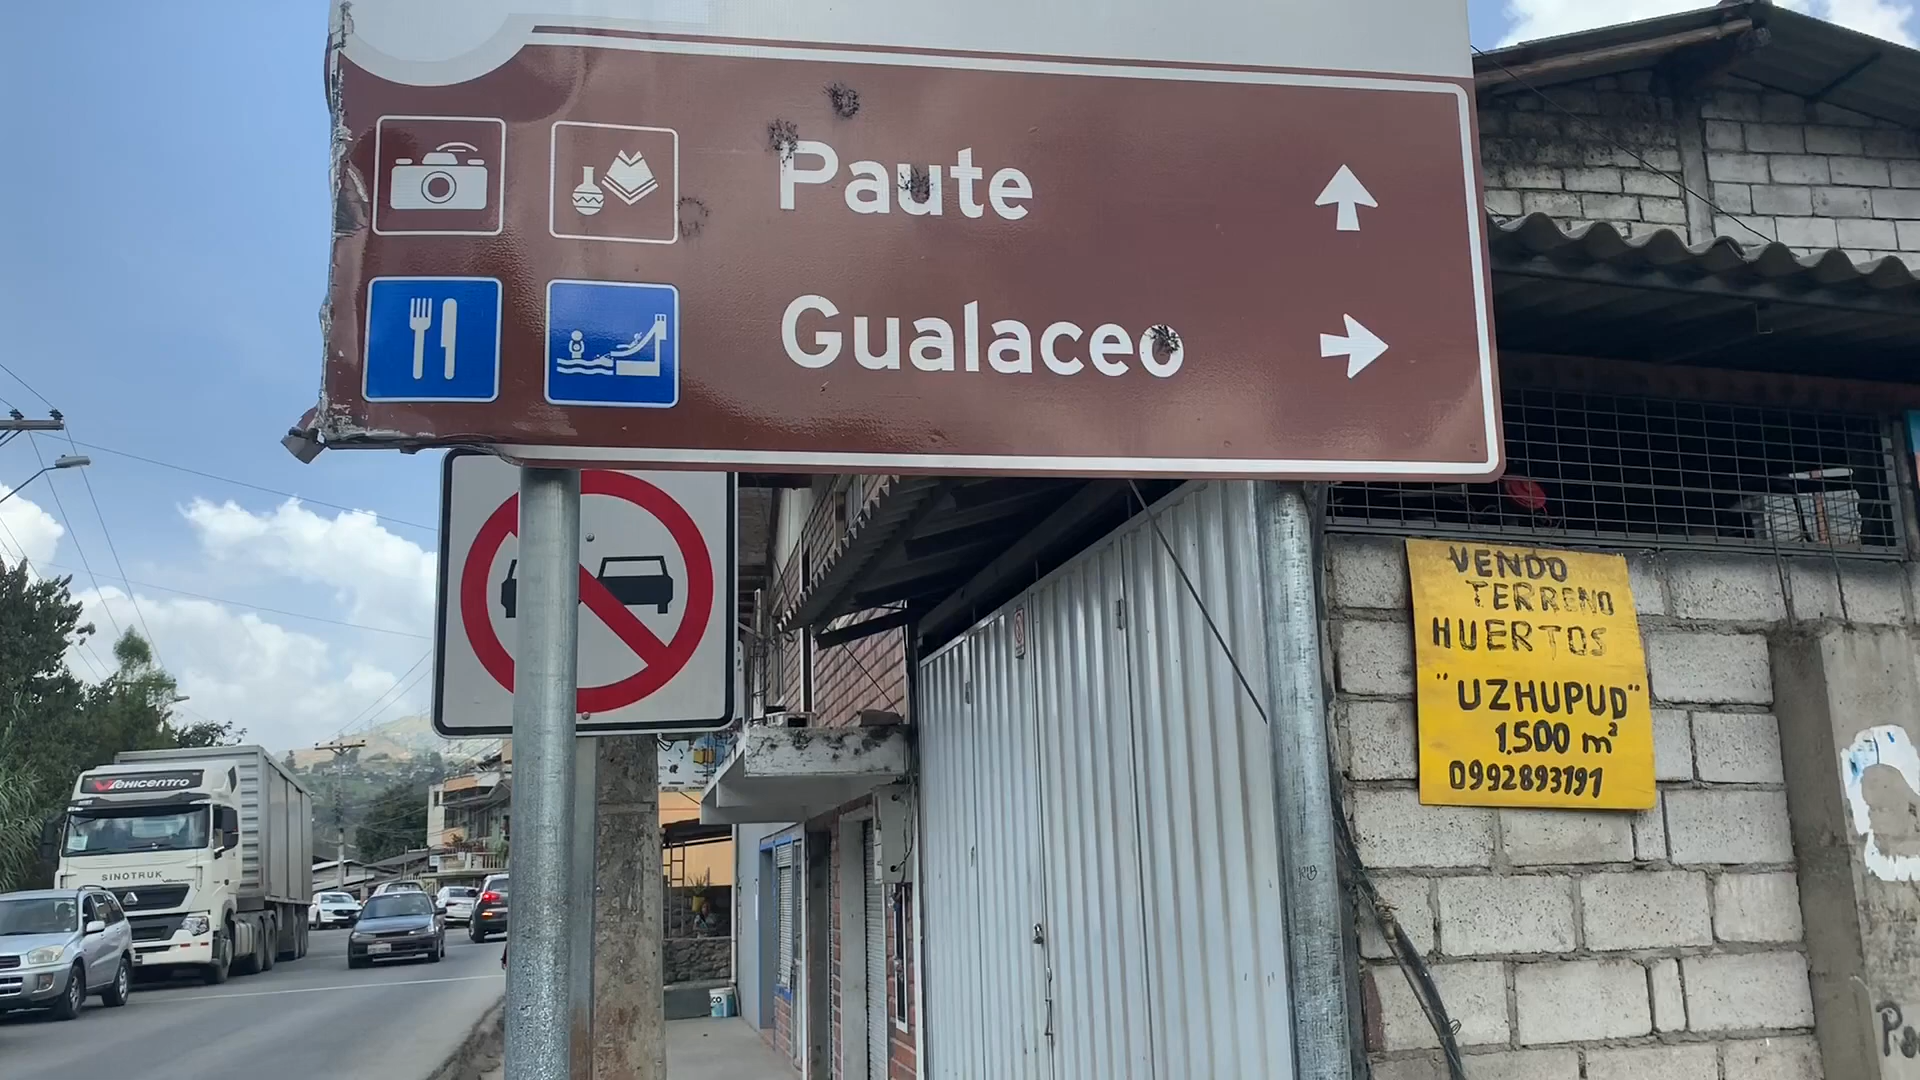 Paute
Gualaceo
VENDO
TERRENO
HUERTOS
"UZHUPUD"
1.500 m²
0992893191
VEHICENTRO
SINOTRUK